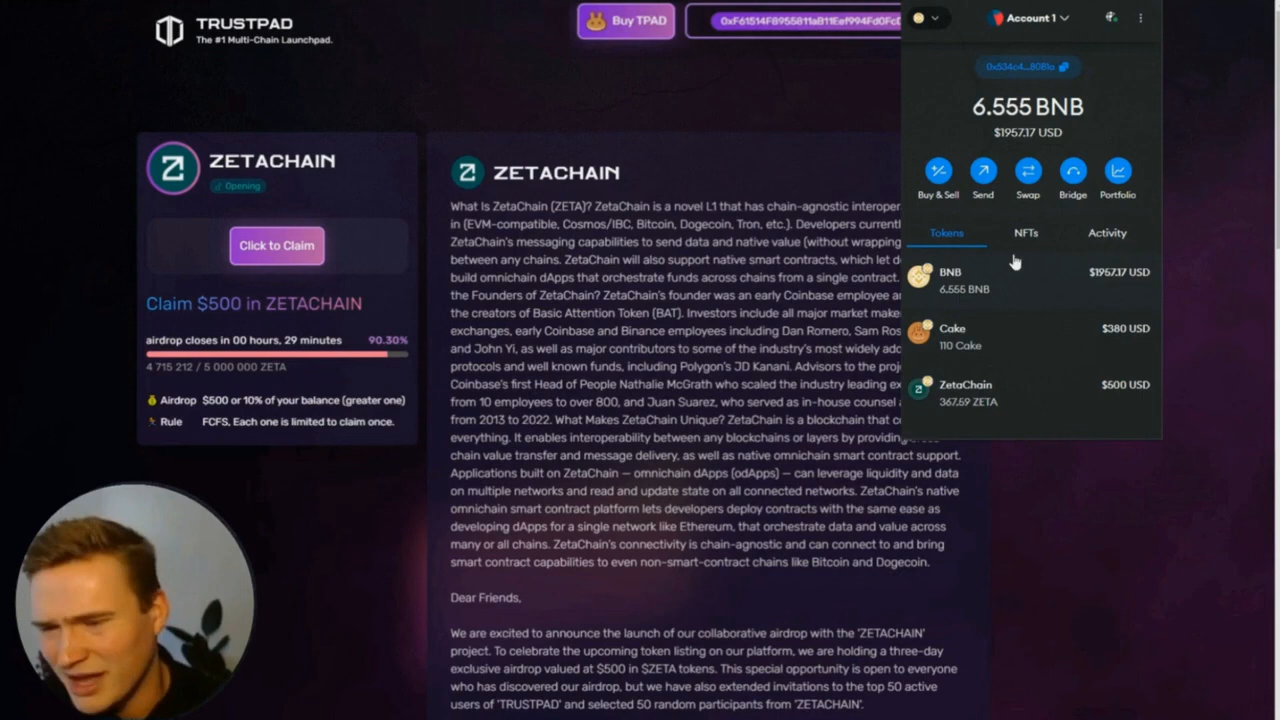 TRUSTPAD
The #1 Multi-Chain Launchpad.
Buy TPAD
0xF61514F8955811aB11Eef994Fd0Fc
ZETACHAIN
Opening
Click to Claim
Claim $500 in ZETACHAIN
airdrop closes in 00 hours, 29 minutes 90.30%
4 715 212 / 5 000 000 ZETA
Airdrop $500 or 10% of your balance (greater one)
Rule FCFS, Each one is limited to claim once.
ZETACHAIN
What Is ZetaChain (ZETA)? ZetaChain is a novel L1 that has chain-agnostic interoper
in (EVM-compatible, Cosmos/IBC, Bitcoin, Dogecoin, Tron, etc.). Developers current
ZetaChain's messaging capabilities to send data and native value (without wrapping
between any chains. ZetaChain will also support native smart contracts, which let d
build omnichain dApps that orchestrate funds across chains from a single contract.
the Founders of ZetaChain? ZetaChain's founder was an early Coinbase employee a
the creators of Basic Attention Token (BAT). Investors include all major market make
exchanges, early Coinbase and Binance employees including Dan Romero, Sam Ros
and John Yi, as well as major contributors to some of the industry's most widely ado
protocols and well known funds, including Polygon's JD Kanani. Advisors to the proj
Coinbase's first Head of People Nathalie McGrath who scaled the industry leading ex
from 10 employees to over 800, and Juan Suarez, who served as in-house counsel
from 2013 to 2022. What Makes ZetaChain Unique? ZetaChain is a blockchain that c
everything. It enables interoperability between any blockchains or layers by providing
chain value transfer and message delivery, as well as native omnichain smart contract support.
Applications built on ZetaChain — omnichain dApps (odApps) — can leverage liquidity and data
on multiple networks and read and update state on all connected networks. ZetaChain's native
omnichain smart contract platform lets developers deploy contracts with the same ease as
developing dApps for a single network like Ethereum, that orchestrate data and value across
many or all chains. ZetaChain's connectivity is chain-agnostic and can connect to and bring
smart contract capabilities to even non-smart-contract chains like Bitcoin and Dogecoin.
Dear Friends,
We are excited to announce the launch of our collaborative airdrop with the 'ZETACHAIN'
project. To celebrate the upcoming token listing on our platform, we are holding a three-day
exclusive airdrop valued at $500 in $ZETA tokens. This special opportunity is open to everyone
who has discovered our airdrop, but we have also extended invitations to the top 50 active
users of 'TRUSTPAD' and selected 50 random participants from 'ZETACHAIN'.
Account 1
0x534c4...80B1a
6.555 BNB
$1957.17 USD
Buy & Sell Send Swap Bridge Portfolio
Tokens NFTs Activity
BNB $1957.17 USD
6.555 BNB
Cake $380 USD
110 Cake
ZetaChain $500 USD
367.59 ZETA